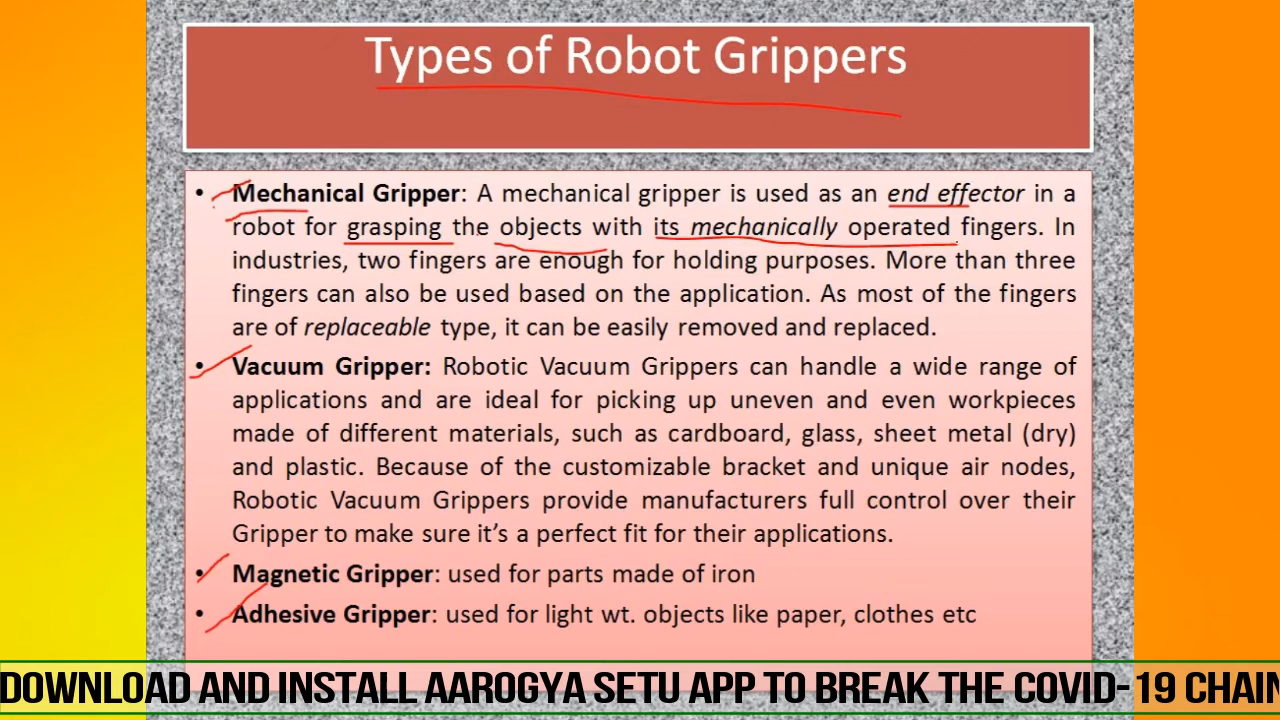 Types of Robot Grippers
• Mechanical Gripper: A mechanical gripper is used as an end effector in a
robot for grasping the objects with its mechanically operated fingers. In
industries, two fingers are enough for holding purposes. More than three
fingers can also be used based on the application. As most of the fingers
are of replaceable type, it can be easily removed and replaced.
• Vacuum Gripper: Robotic Vacuum Grippers can handle a wide range of
applications and are ideal for picking up uneven and even workpieces
made of different materials, such as cardboard, glass, sheet metal (dry)
and plastic. Because of the customizable bracket and unique air nodes,
Robotic Vacuum Grippers provide manufacturers full control over their
Gripper to make sure it’s a perfect fit for their applications.
• Magnetic Gripper: used for parts made of iron
• Adhesive Gripper: used for light wt. objects like paper, clothes etc
DOWNLOAD AND INSTALL AAROGYA SETU APP TO BREAK THE COVID-19 CHAIN